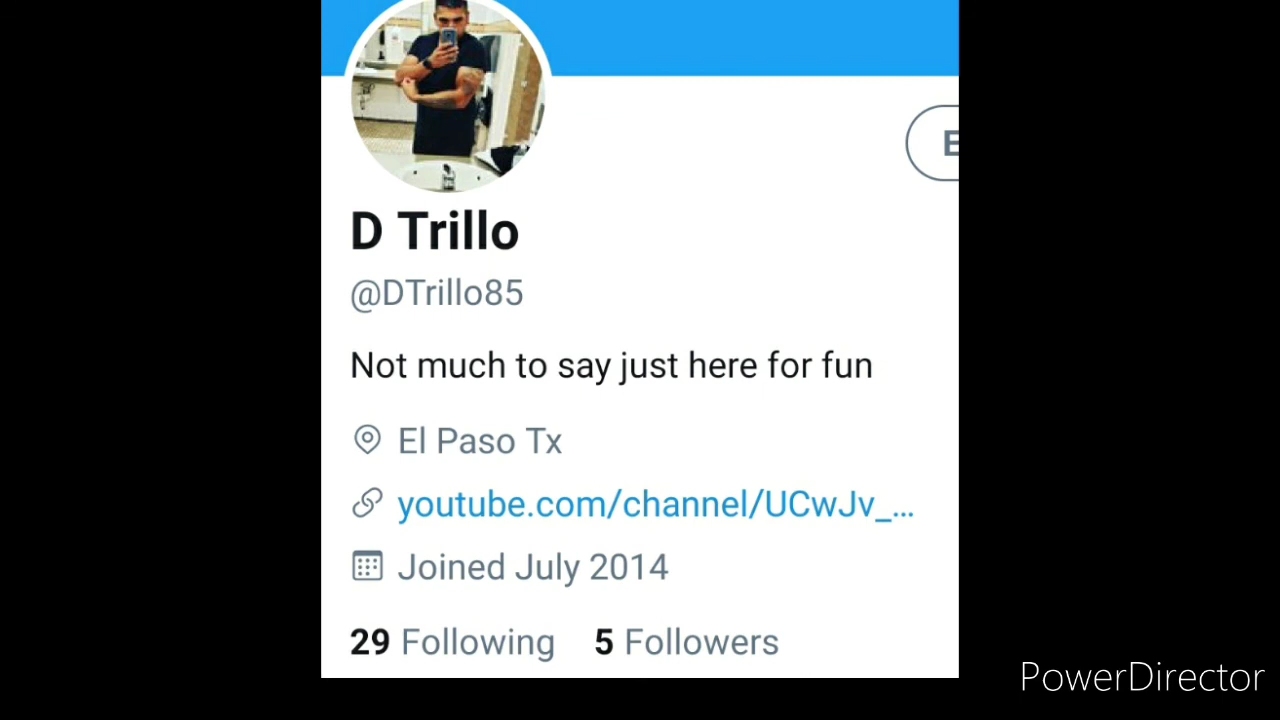 D Trillo
@DTrillo85
Not much to say just here for fun
El Paso Tx
youtube.com/channel/UCwJv_...
Joined July 2014
29 Following 5 Followers
PowerDirector